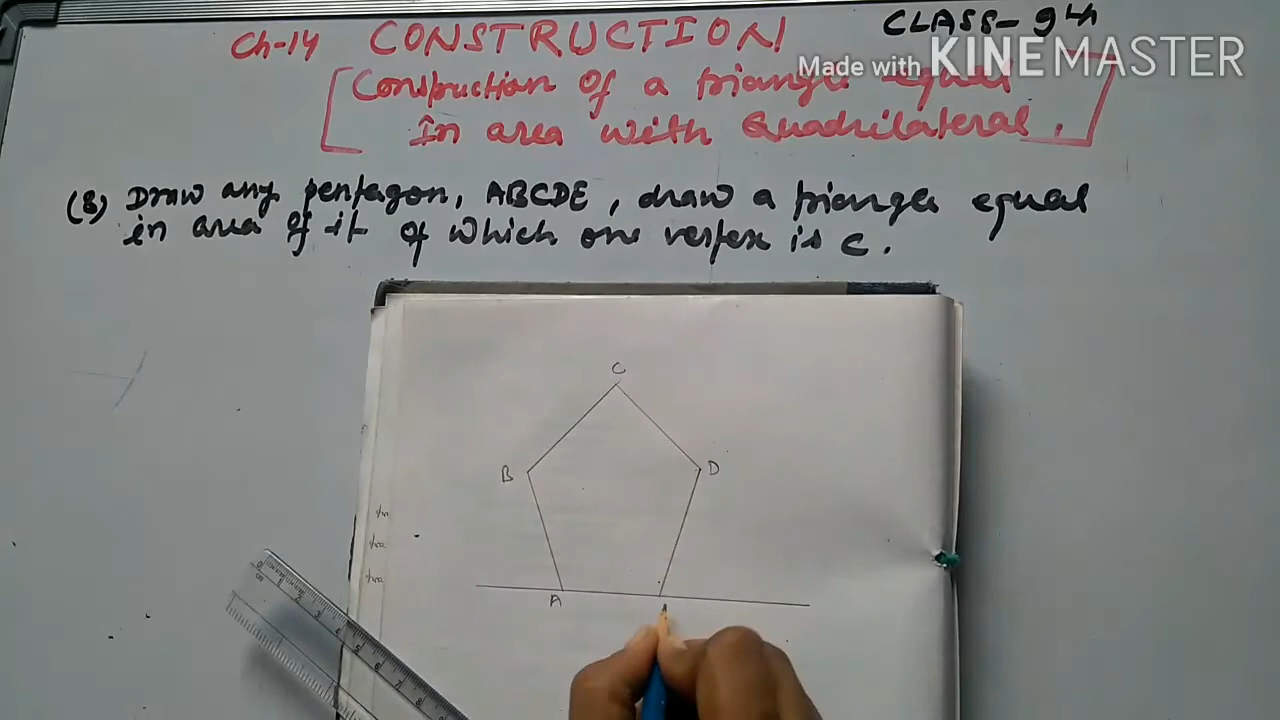 Ch-14 CONSTRUCTION CLASS-9th
Made with KINEMASTER
[Construction Of a triangle equal
In area with Quadrilateral.]
(8) Draw any pentagon, ABCDE, draw a triangle equal
in area of it of which one vertex is C.
C
B D
A